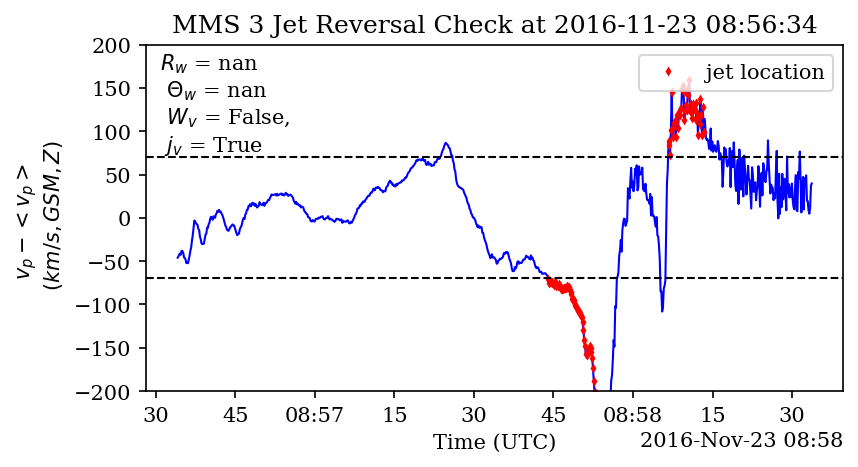 MMS 3 Jet Reversal Check at 2016-11-23 08:56:34
R_w = nan
Θ_w = nan
W_v = False,
j_v = True
jet location
v_p − < v_p >
(km/s, GSM, Z)
200
150
100
50
0
−50
−100
−150
−200
30 45 08:57 15 30 45 08:58 15 30
Time (UTC)
2016-Nov-23 08:58